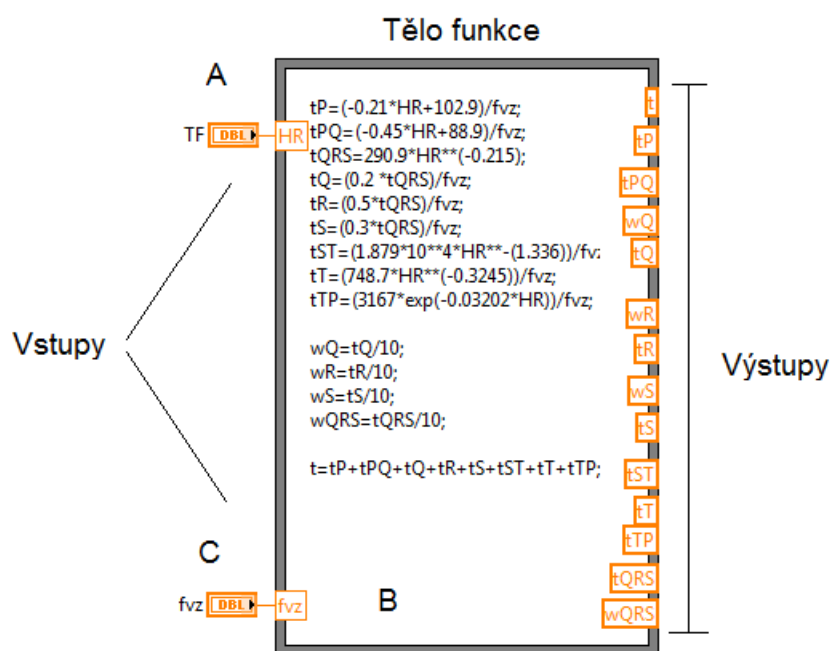 Tělo funkce
A
TF DBL HR
tP=(-0.21*HR+102.9)/fvz;
tPQ=(-0.45*HR+88.9)/fvz;
tQRS=290.9*HR**(-0.215);
tQ=(0.2 *tQRS)/fvz;
tR=(0.5*tQRS)/fvz;
tS=(0.3*tQRS)/fvz;
tST=(1.879*10**4*HR**-(1.336))/fv
tT=(748.7*HR**(-0.3245))/fvz;
tTP=(3167*exp(-0.03202*HR))/fvz;
wQ=tQ/10;
wR=tR/10;
wS=tS/10;
wQRS=tQRS/10;
t=tP+tPQ+tQ+tR+tS+tST+tT+tTP;
Vstupy
C
fvz DBL fvz
B
t
tP
tPQ
wQ
tQ
wR
tR
wS
tS
tST
tT
tTP
tQRS
wQRS
Výstupy